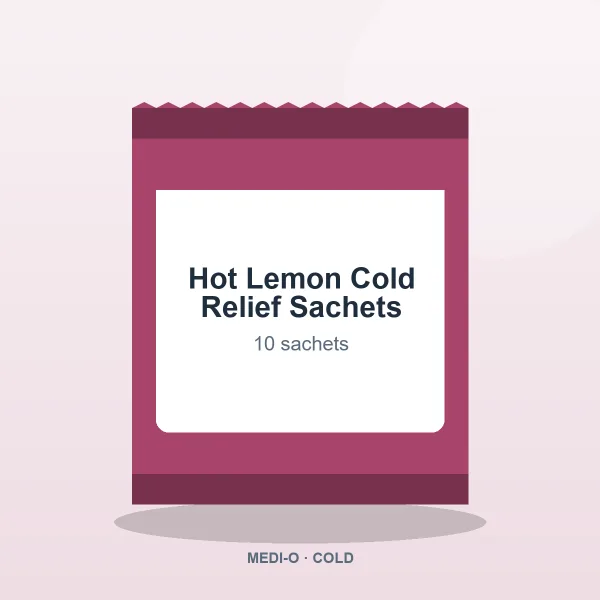 Hot Lemon Cold
Relief Sachets
10 sachets
MEDI-O · COLD